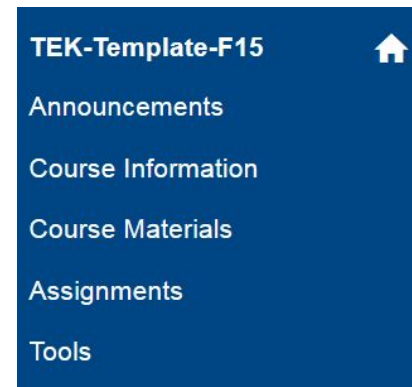 TEK-Template-F15
Announcements
Course Information
Course Materials
Assignments
Tools